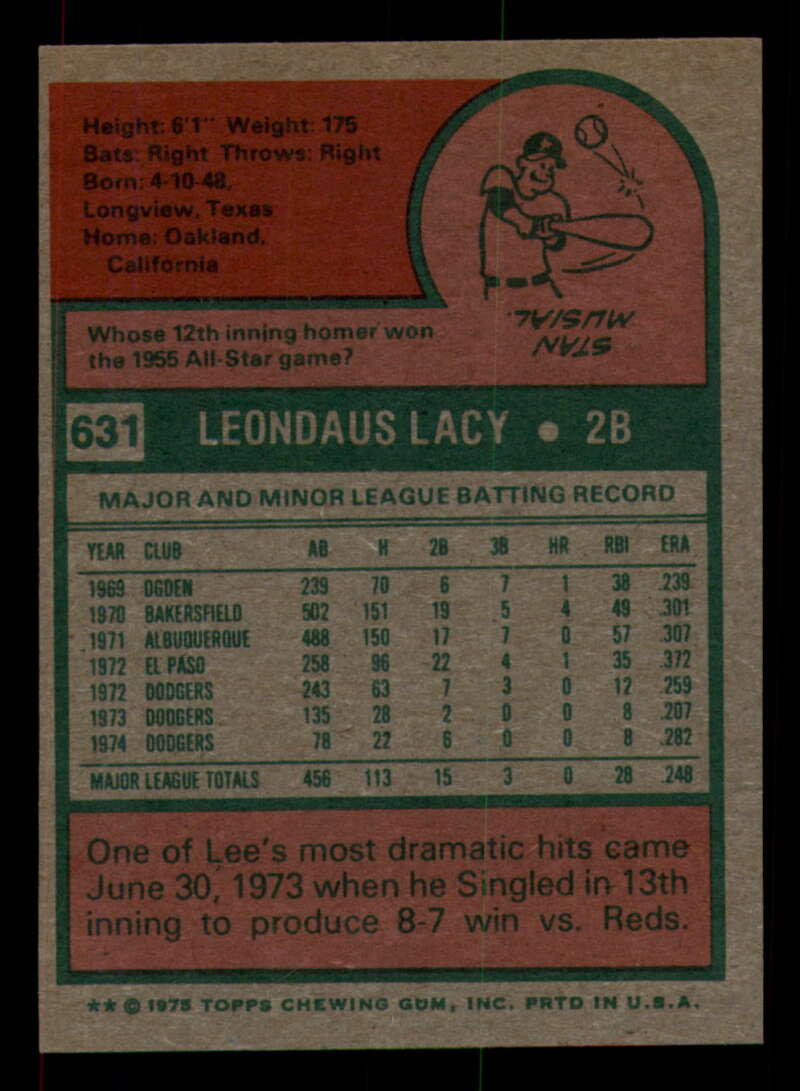 Height: 6'1" Weight: 175
Bats: Right Throws: Right
Born: 4-10-48,
Longview, Texas
Home: Oakland,
California
Whose 12th inning homer won
the 1955 All-Star game?
STAN
MUSIAL.
631 LEONDAUS LACY • 2B
MAJOR AND MINOR LEAGUE BATTING RECORD
YEAR CLUB AB H 2B 3B HR RBI ERA
1969 OGDEN 239 70 6 7 1 38 .239
1970 BAKERSFIELD 502 151 19 5 4 49 .301
1971 ALBUQUERQUE 488 150 17 7 0 57 .307
1972 EL PASO 258 96 22 4 1 35 .372
1972 DODGERS 243 63 7 3 0 12 .259
1973 DODGERS 135 28 2 0 0 8 .207
1974 DODGERS 78 22 6 0 0 8 .282
MAJOR LEAGUE TOTALS 456 113 15 3 0 28 .248
One of Lee's most dramatic hits came
June 30, 1973 when he Singled in 13th
inning to produce 8-7 win vs. Reds.
** © 1975 TOPPS CHEWING GUM, INC. PRTD IN U.S.A.